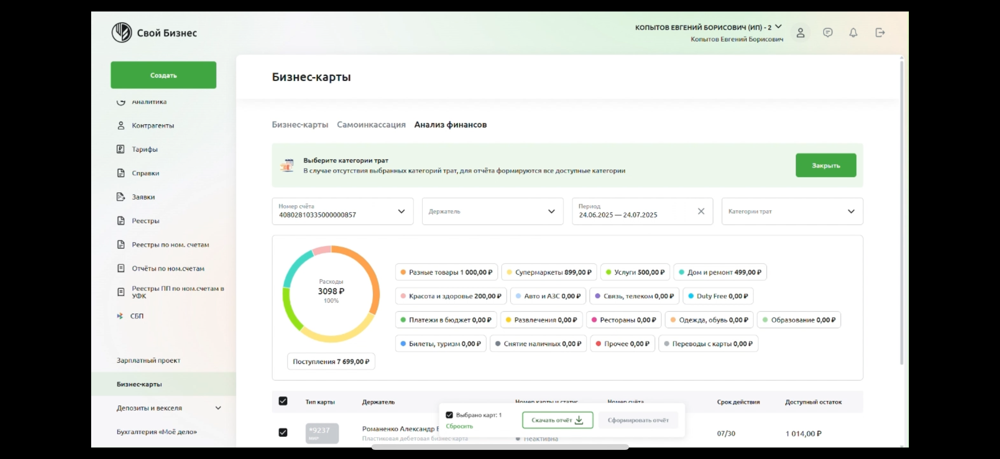 Свой Бизнес
КОПЫТОВ ЕВГЕНИЙ БОРИСОВИЧ (ИП) - 2
Копытов Евгений Борисович
Создать
Аналитика
Контрагенты
Тарифы
Справки
Заявки
Реестры
Реестры по ном. счетам
Отчёты по ном.счетам
Реестры ПП по ном.счетам в
УФК
СБП
Зарплатный проект
Бизнес-карты
Депозиты и векселя
Бухгалтерия «Моё дело»
Бизнес-карты
Бизнес-карты Самоинкассация Анализ финансов
Выберите категории трат
В случае отсутствия выбранных категорий трат, для отчёта формируются все доступные категории
Закрыть
Номер счёта
40802810335000000857
Держатель
Период
24.06.2025 — 24.07.2025
Категории трат
Расходы
3098 ₽
100%
Поступления 7 699,00 ₽
Разные товары 1 000,00 ₽ Супермаркеты 899,00 ₽ Услуги 500,00 ₽ Дом и ремонт 499,00 ₽
Красота и здоровье 200,00 ₽ Авто и АЗС 0,00 ₽ Связь, телеком 0,00 ₽ Duty Free 0,00 ₽
Платежи в бюджет 0,00 ₽ Развлечения 0,00 ₽ Рестораны 0,00 ₽ Одежда, обувь 0,00 ₽ Образование 0,00 ₽
Билеты, туризм 0,00 ₽ Снятие наличных 0,00 ₽ Прочее 0,00 ₽ Переводы с карты 0,00 ₽
Тип карты Держатель Номер карты и статус Номер счёта Срок действия Доступный остаток
*9237
МИР
Романенко Александр
Пластиковая дебетовая бизнес-карта
Неактивна
07/30
1 014,00 ₽
Выбрано карт: 1
Сбросить
Скачать отчёт
Сформировать отчёт